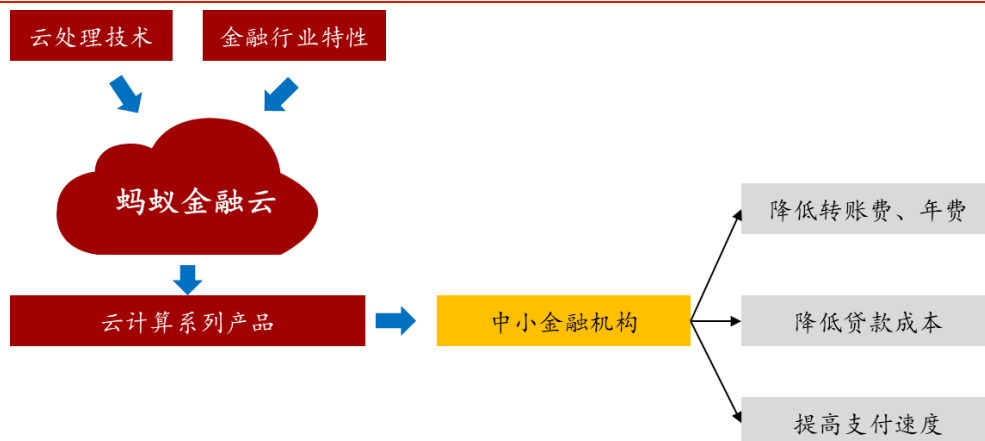 云处理技术
金融行业特性
蚂蚁金融云
云计算系列产品
中小金融机构
降低转账费、年费
降低贷款成本
提高支付速度